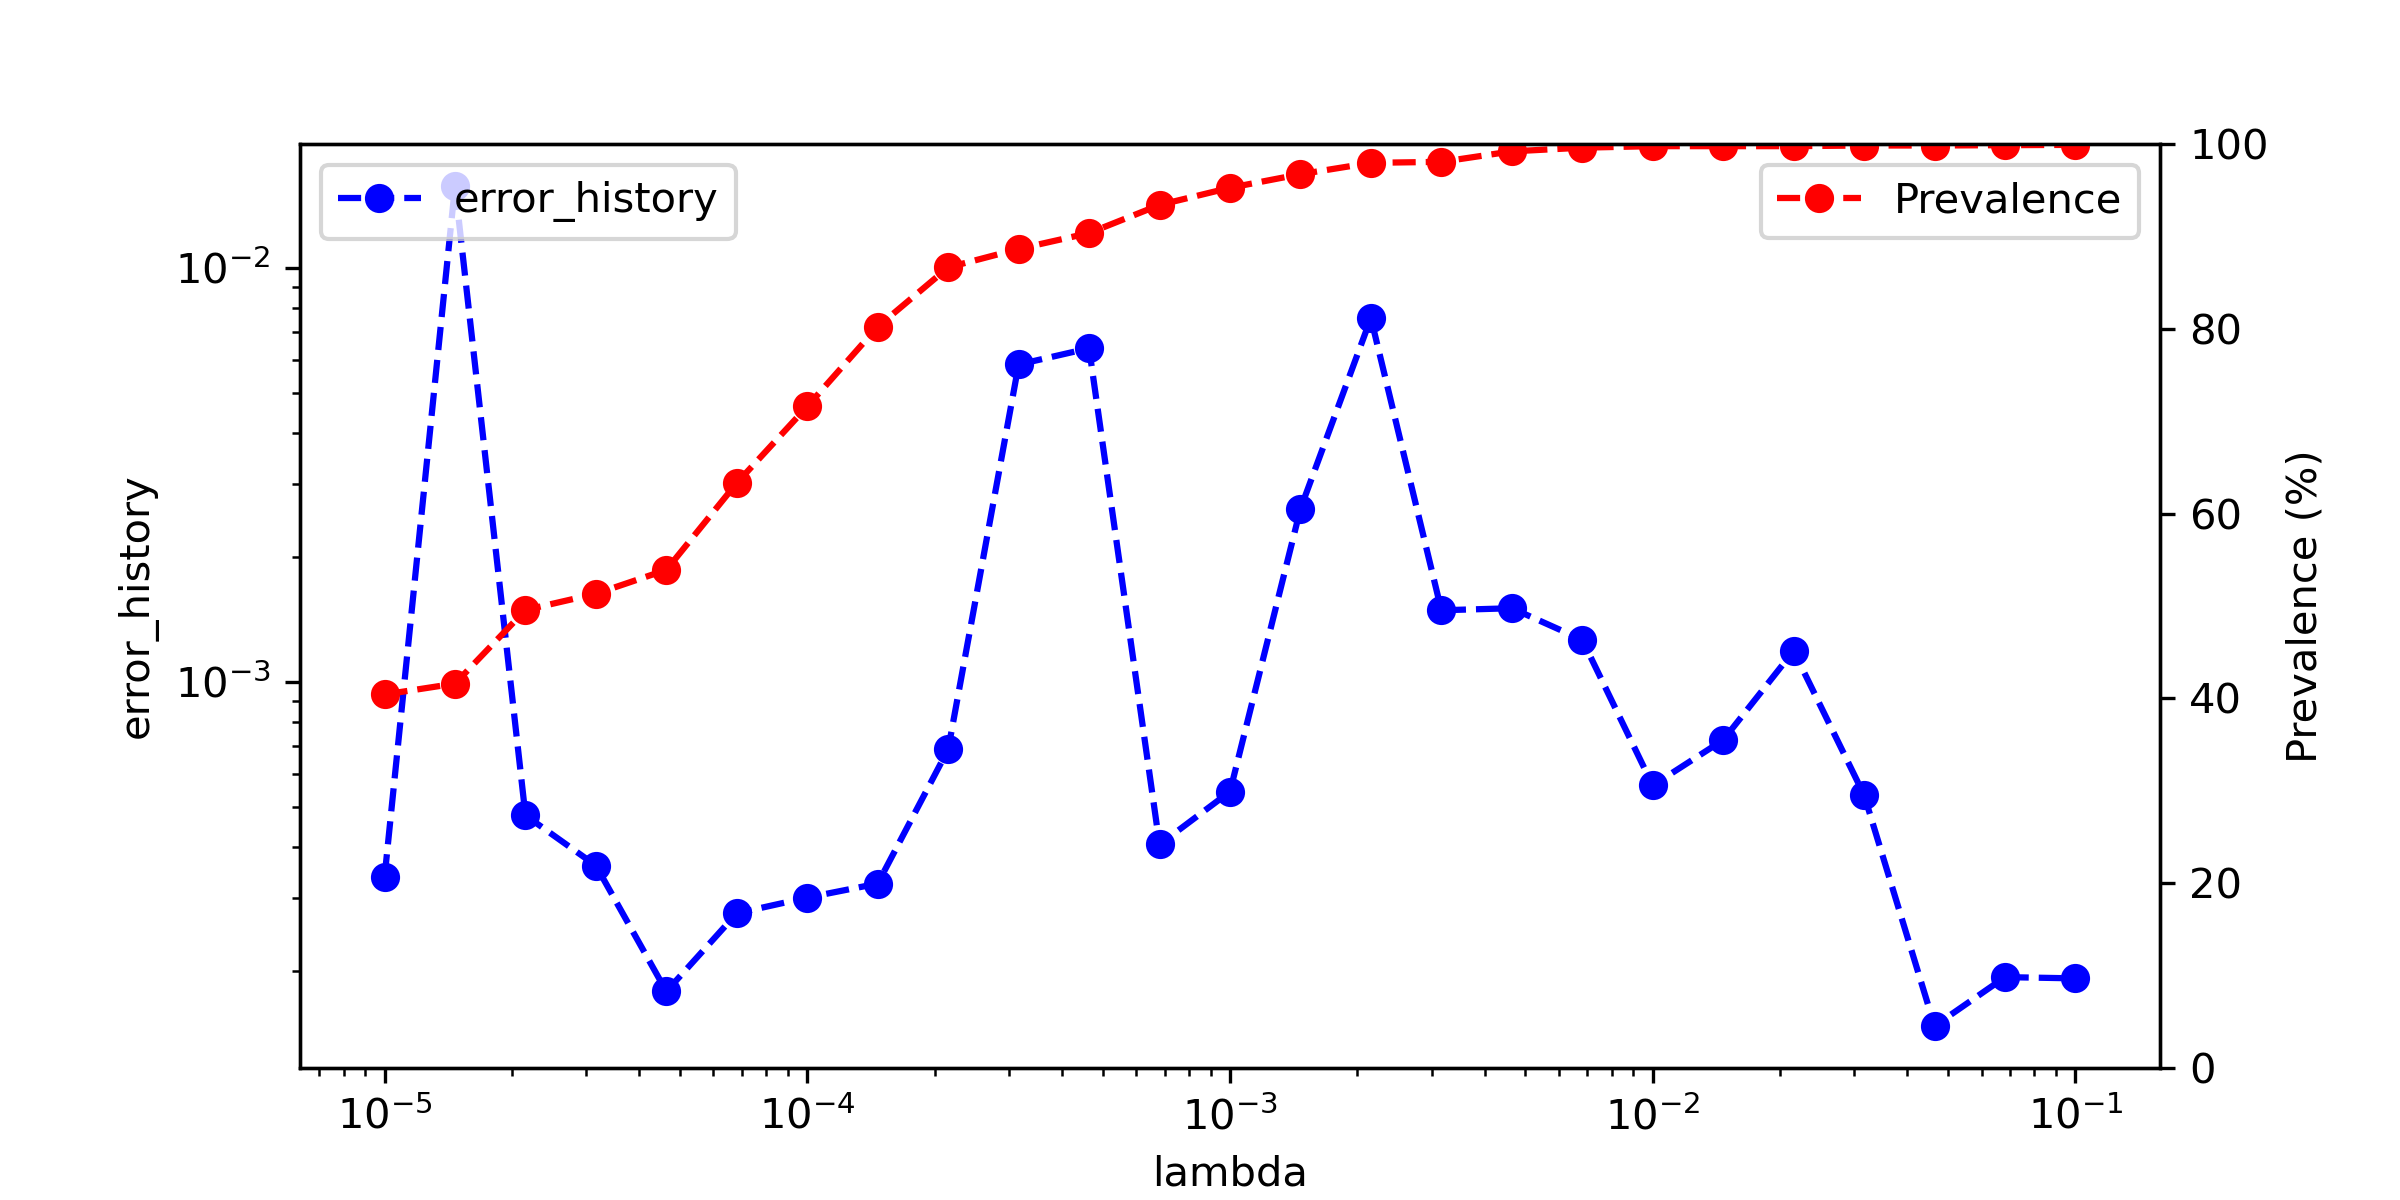 error_history
Prevalence
10⁻²
10⁻³
error_history
100
80
60
40
20
0
Prevalence (%)
10⁻⁵
10⁻⁴
10⁻³
10⁻²
10⁻¹
lambda